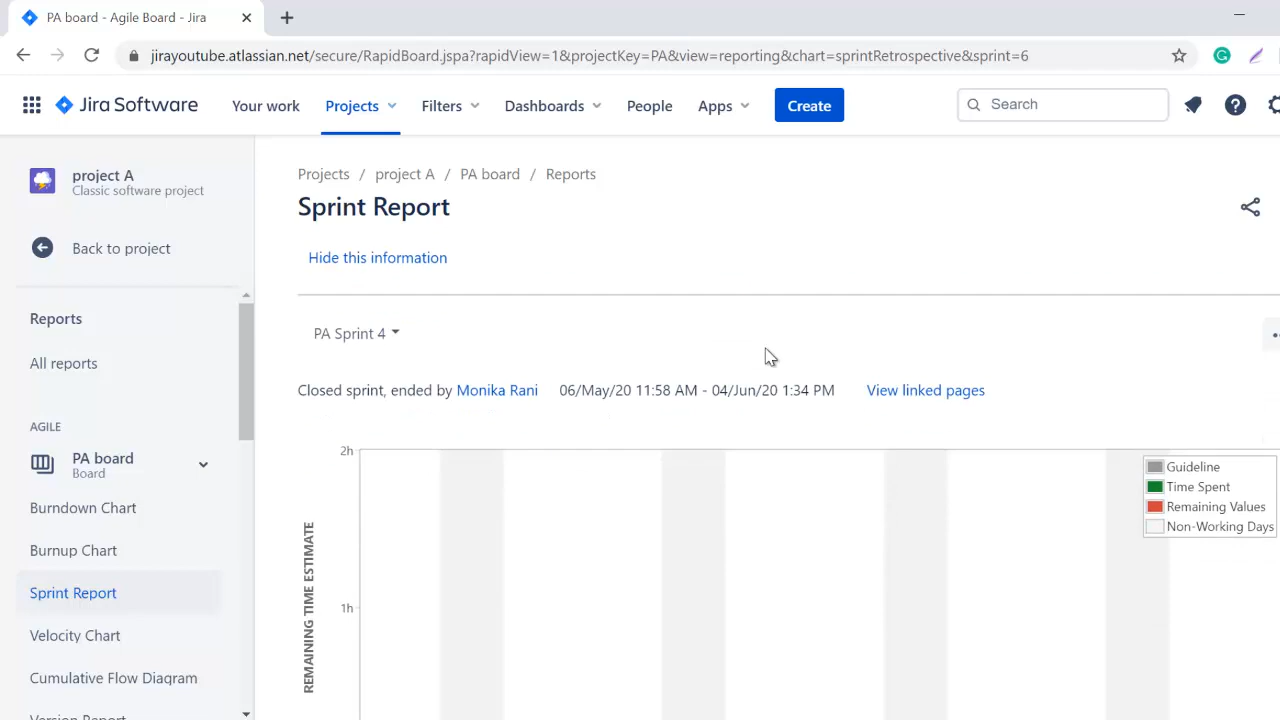 PA board - Agile Board - Jira
jirayoutube.atlassian.net/secure/RapidBoard.jspa?rapidView=1&projectKey=PA&view=reporting&chart=sprintRetrospective&sprint=6
Jira Software
Your work
Projects
Filters
Dashboards
People
Apps
Create
Search
project A
Classic software project
Back to project
Reports
All reports
AGILE
PA board
Board
Burndown Chart
Burnup Chart
Sprint Report
Velocity Chart
Cumulative Flow Diagram
Version Report
Projects / project A / PA board / Reports
Sprint Report
Hide this information
PA Sprint 4
Closed sprint, ended by Monika Rani 06/May/20 11:58 AM - 04/Jun/20 1:34 PM View linked pages
2h
1h
REMAINING TIME ESTIMATE
Guideline
Time Spent
Remaining Values
Non-Working Days